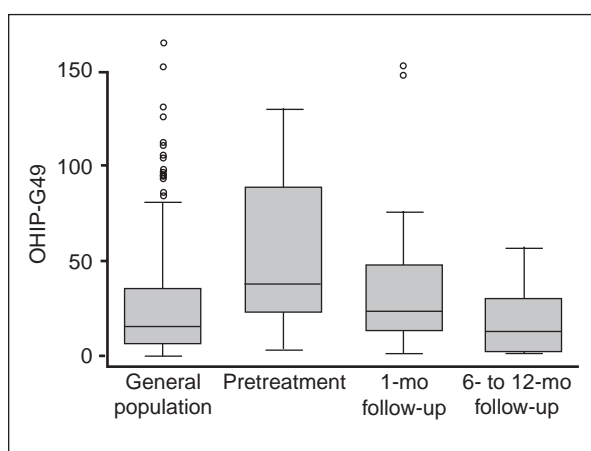 OHIP-G49
150
100
50
0
General
population
Pretreatment
1-mo
follow-up
6- to 12-mo
follow-up